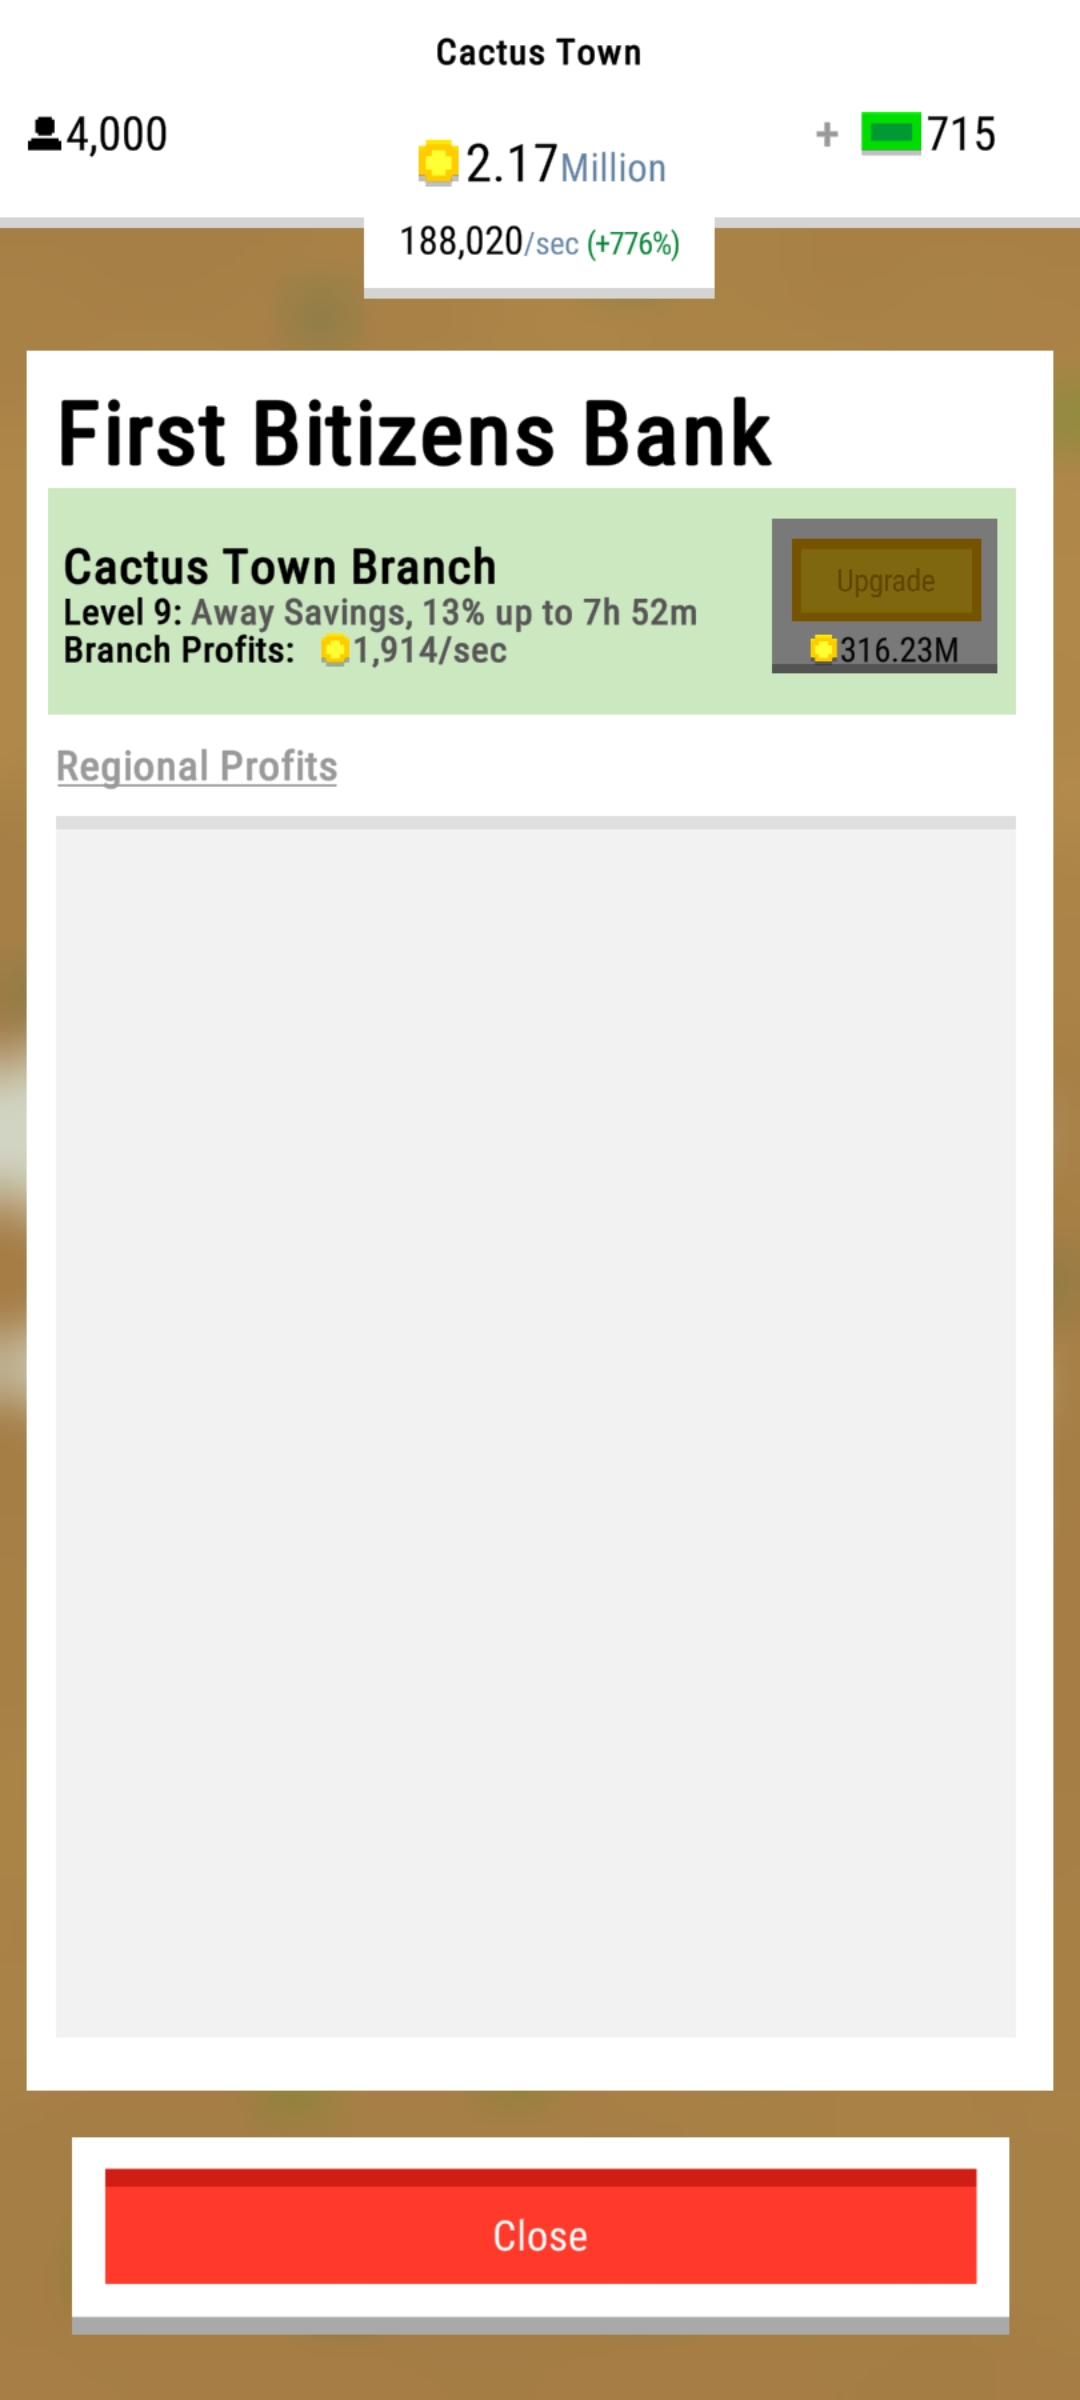 Cactus Town
4,000
2.17Million
+ 715
188,020/sec (+776%)
First Bitizens Bank
Cactus Town Branch
Level 9: Away Savings, 13% up to 7h 52m
Branch Profits: 1,914/sec
Upgrade
316.23M
Regional Profits
Close